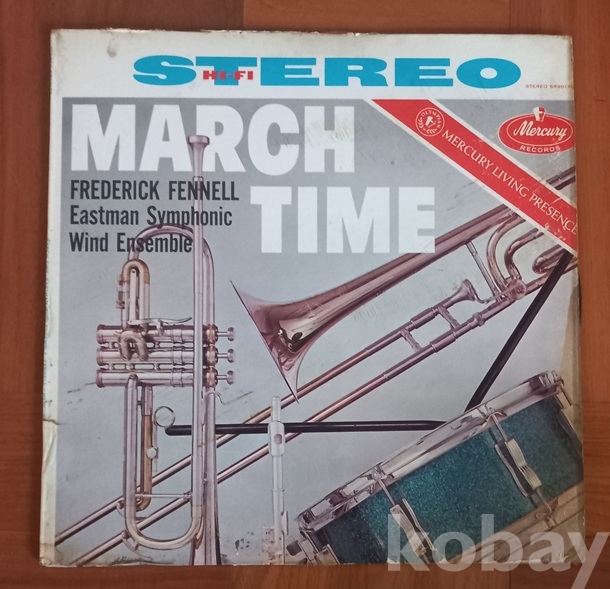 STEREO
HI-FI
MARCH
TIME
FREDERICK FENNELL
Eastman Symphonic
Wind Ensemble
MERCURY LIVING PRESENCE
Mercury
RECORDS
kobay